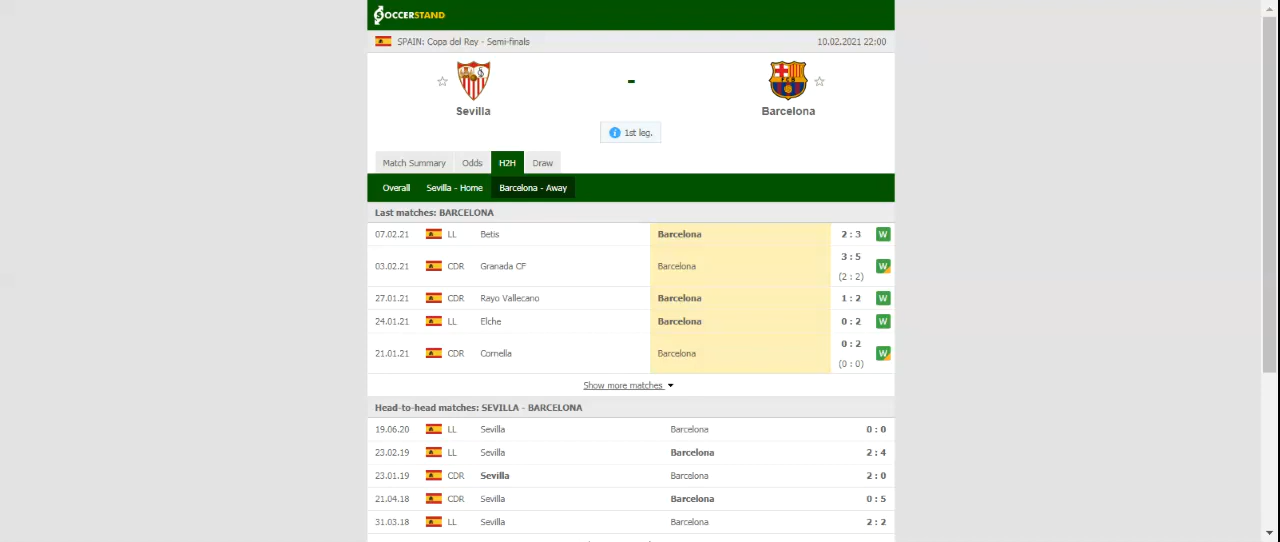 SOCCERSTAND
SPAIN: Copa del Rey - Semi-finals 10.02.2021 22:00
-
Sevilla Barcelona
1st leg.
Match Summary Odds H2H Draw
Overall Sevilla - Home Barcelona - Away
Last matches: BARCELONA
07.02.21 LL Betis Barcelona 2 : 3 W
03.02.21 CDR Granada CF Barcelona 3 : 5 (2 : 2) W
27.01.21 CDR Rayo Vallecano Barcelona 1 : 2 W
24.01.21 LL Elche Barcelona 0 : 2 W
21.01.21 CDR Cornella Barcelona 0 : 2 (0 : 0) W
Show more matches
Head-to-head matches: SEVILLA - BARCELONA
19.06.20 LL Sevilla Barcelona 0 : 0
23.02.19 LL Sevilla Barcelona 2 : 4
23.01.19 CDR Sevilla Barcelona 2 : 0
21.04.18 CDR Sevilla Barcelona 0 : 5
31.03.18 LL Sevilla Barcelona 2 : 2